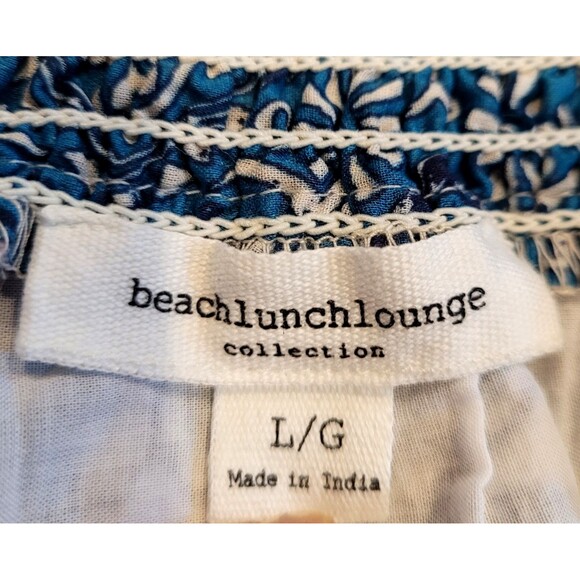 beachlunchlounge
collection
L/G
Made in India